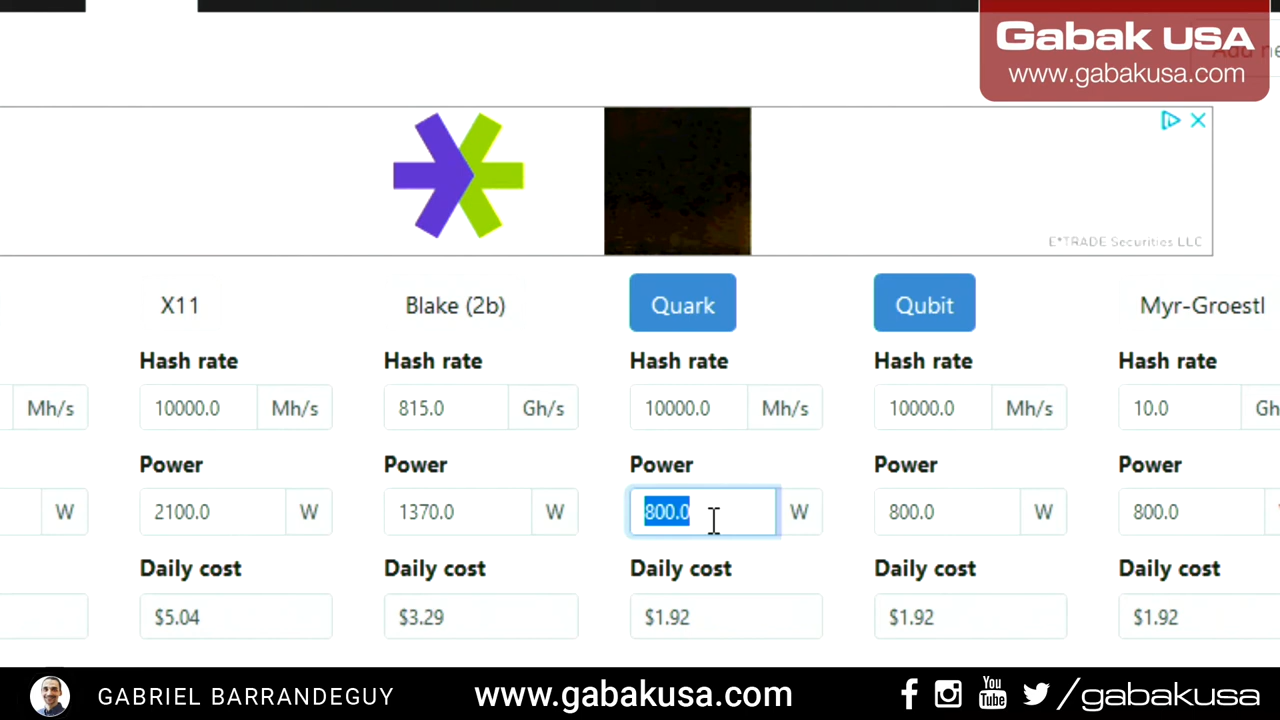 Gabak USA
www.gabakusa.com
E*TRADE Securities LLC
X11
Blake (2b)
Quark
Qubit
Myr-Groestl
Hash rate
Hash rate
Hash rate
Hash rate
Hash rate
Mh/s
10000.0 Mh/s
815.0 Gh/s
10000.0 Mh/s
10000.0 Mh/s
10.0 Gh
Power
Power
Power
Power
Power
W
2100.0 W
1370.0 W
800.0 W
800.0 W
800.0
Daily cost
Daily cost
Daily cost
Daily cost
Daily cost
$5.04
$3.29
$1.92
$1.92
$1.92
GABRIEL BARRANDEGUY
www.gabakusa.com
You Tube
/gabakusa